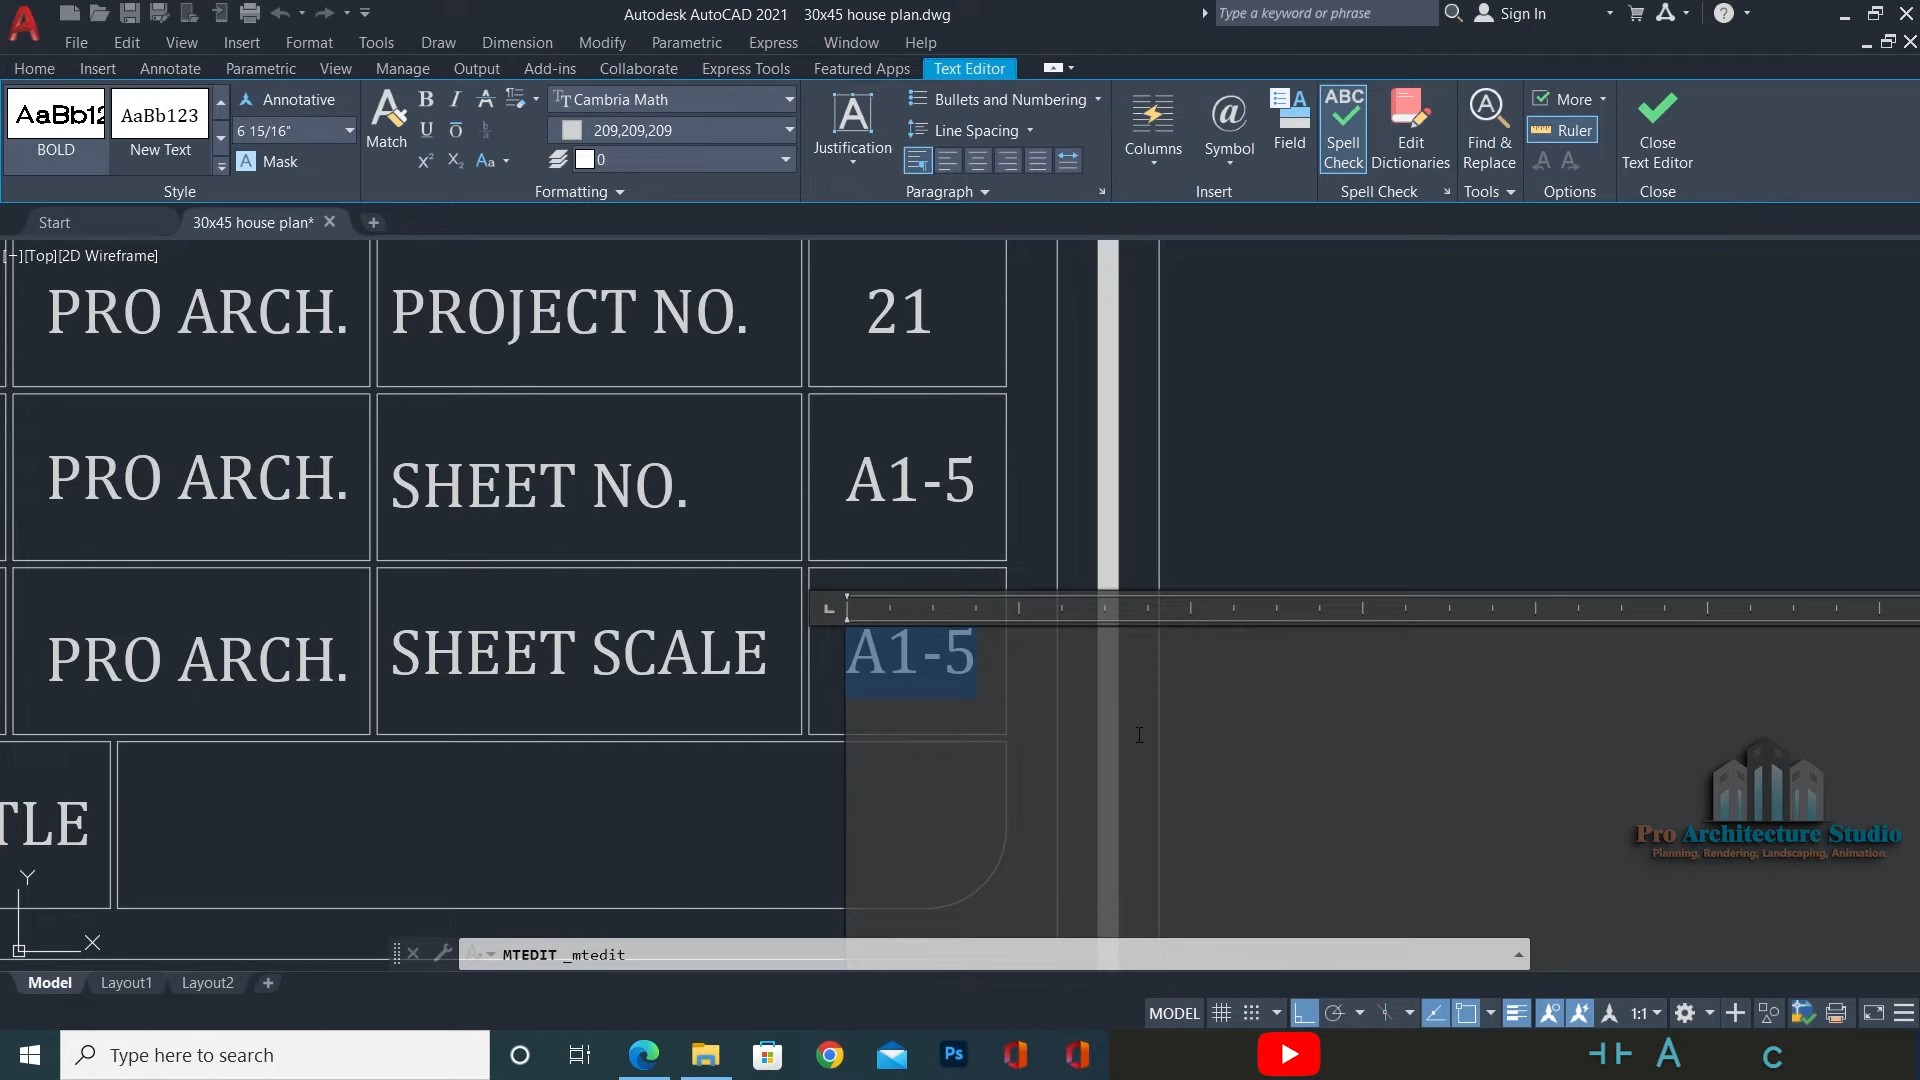 Autodesk AutoCAD 2021 30x45 house plan.dwg
Type a keyword or phrase
Sign In
File Edit View Insert Format Tools Draw Dimension Modify Parametric Express Window Help
Home Insert Annotate Parametric View Manage Output Add-ins Collaborate Express Tools Featured Apps Text Editor
AaBb12 AaBb123 Annotative Match B I A Cambria Math Justification Bullets and Numbering Columns Symbol Field ABC Spell Check Edit Dictionaries Find & Replace More Close Text Editor
BOLD New Text 6 15/16" U O 209,209,209 Line Spacing Ruler
Mask X² X₂ Aa 0
Style Formatting Paragraph Insert Spell Check Tools Options Close
Start 30x45 house plan*
[−][Top][2D Wireframe]
PRO ARCH. PROJECT NO. 21
PRO ARCH. SHEET NO. A1-5
PRO ARCH. SHEET SCALE A1-5
TLE
Y
X
Pro Architecture Studio
Planning, Rendering, Landscaping, Animation
MTEDIT _mtedit
Model Layout1 Layout2
MODEL 1:1
Type here to search
Ps
A C